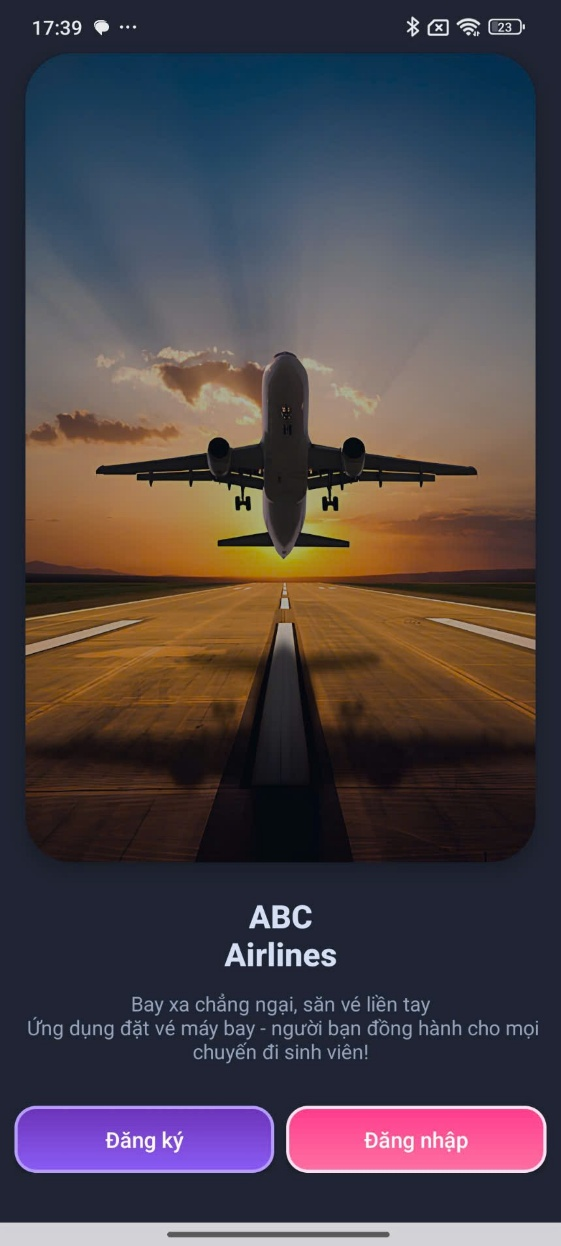 17:39
23
ABC
Airlines
Bay xa chẳng ngại, săn vé liền tay
Ứng dụng đặt vé máy bay - người bạn đồng hành cho mọi
chuyến đi sinh viên!
Đăng ký
Đăng nhập